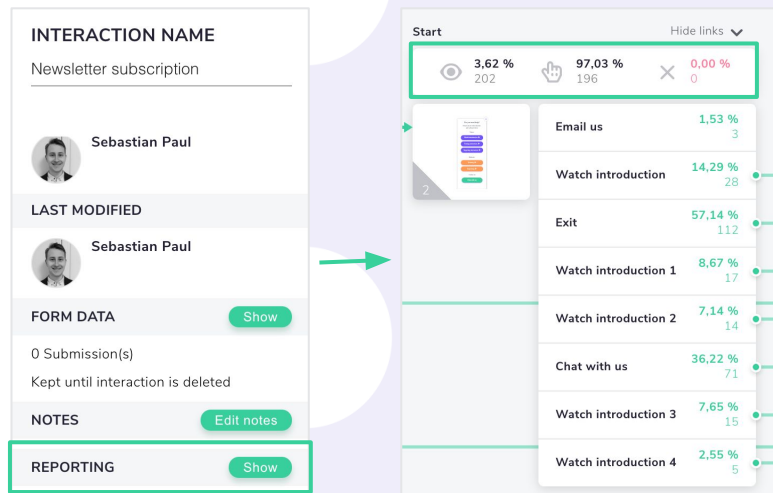 INTERACTION NAME
Newsletter subscription
Sebastian Paul
LAST MODIFIED
Sebastian Paul
FORM DATA
Show
0 Submission(s)
Kept until interaction is deleted
NOTES
Edit notes
REPORTING
Show
Start
Hide links
3,62 %
202
97,03 %
196
0,00 %
0
2
Email us
1,53 %
3
Watch introduction
14,29 %
28
Exit
57,14 %
112
Watch introduction 1
8,67 %
17
Watch introduction 2
7,14 %
14
Chat with us
36,22 %
71
Watch introduction 3
7,65 %
15
Watch introduction 4
2,55 %
5